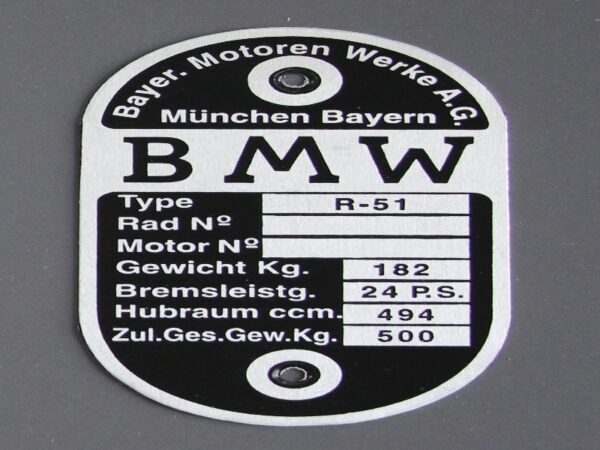 Bayer. Motoren Werke A.G.
München Bayern
BMW
Type R-51
Rad Nº
Motor Nº
Gewicht Kg. 182
Bremsleistg. 24 P.S.
Hubraum ccm. 494
Zul.Ges.Gew.Kg. 500